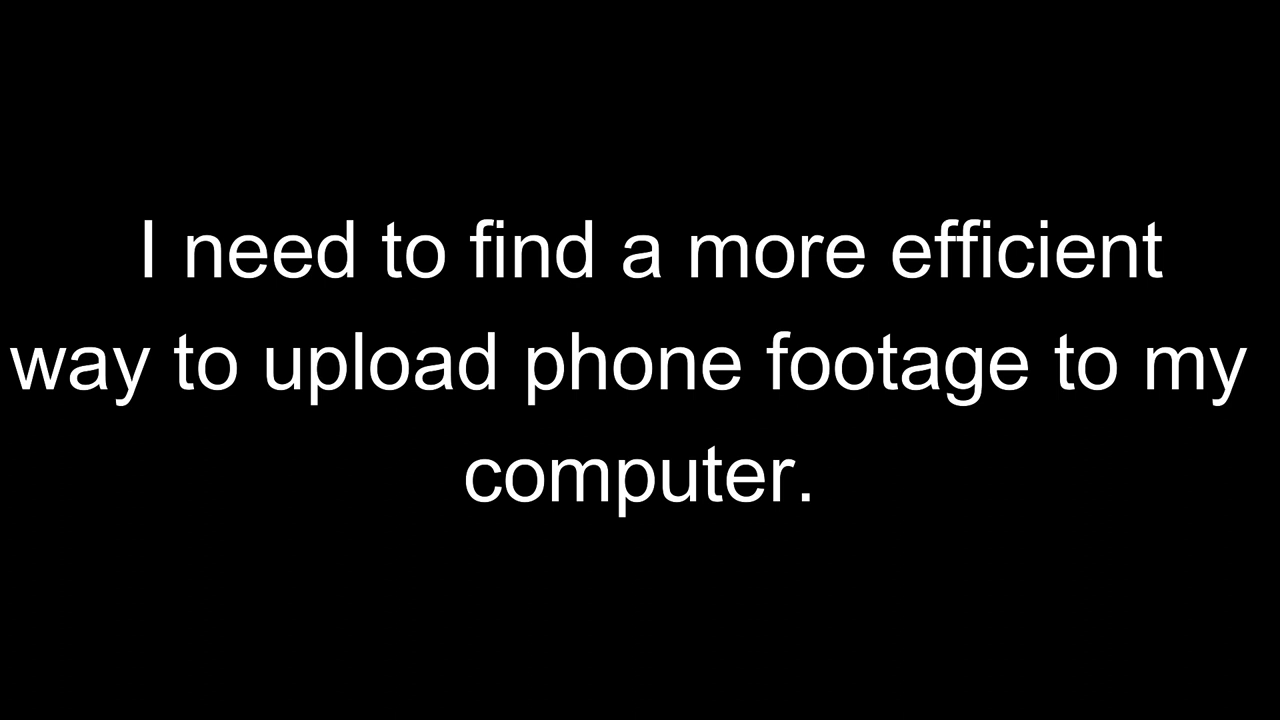 I need to find a more efficient
way to upload phone footage to my
computer.